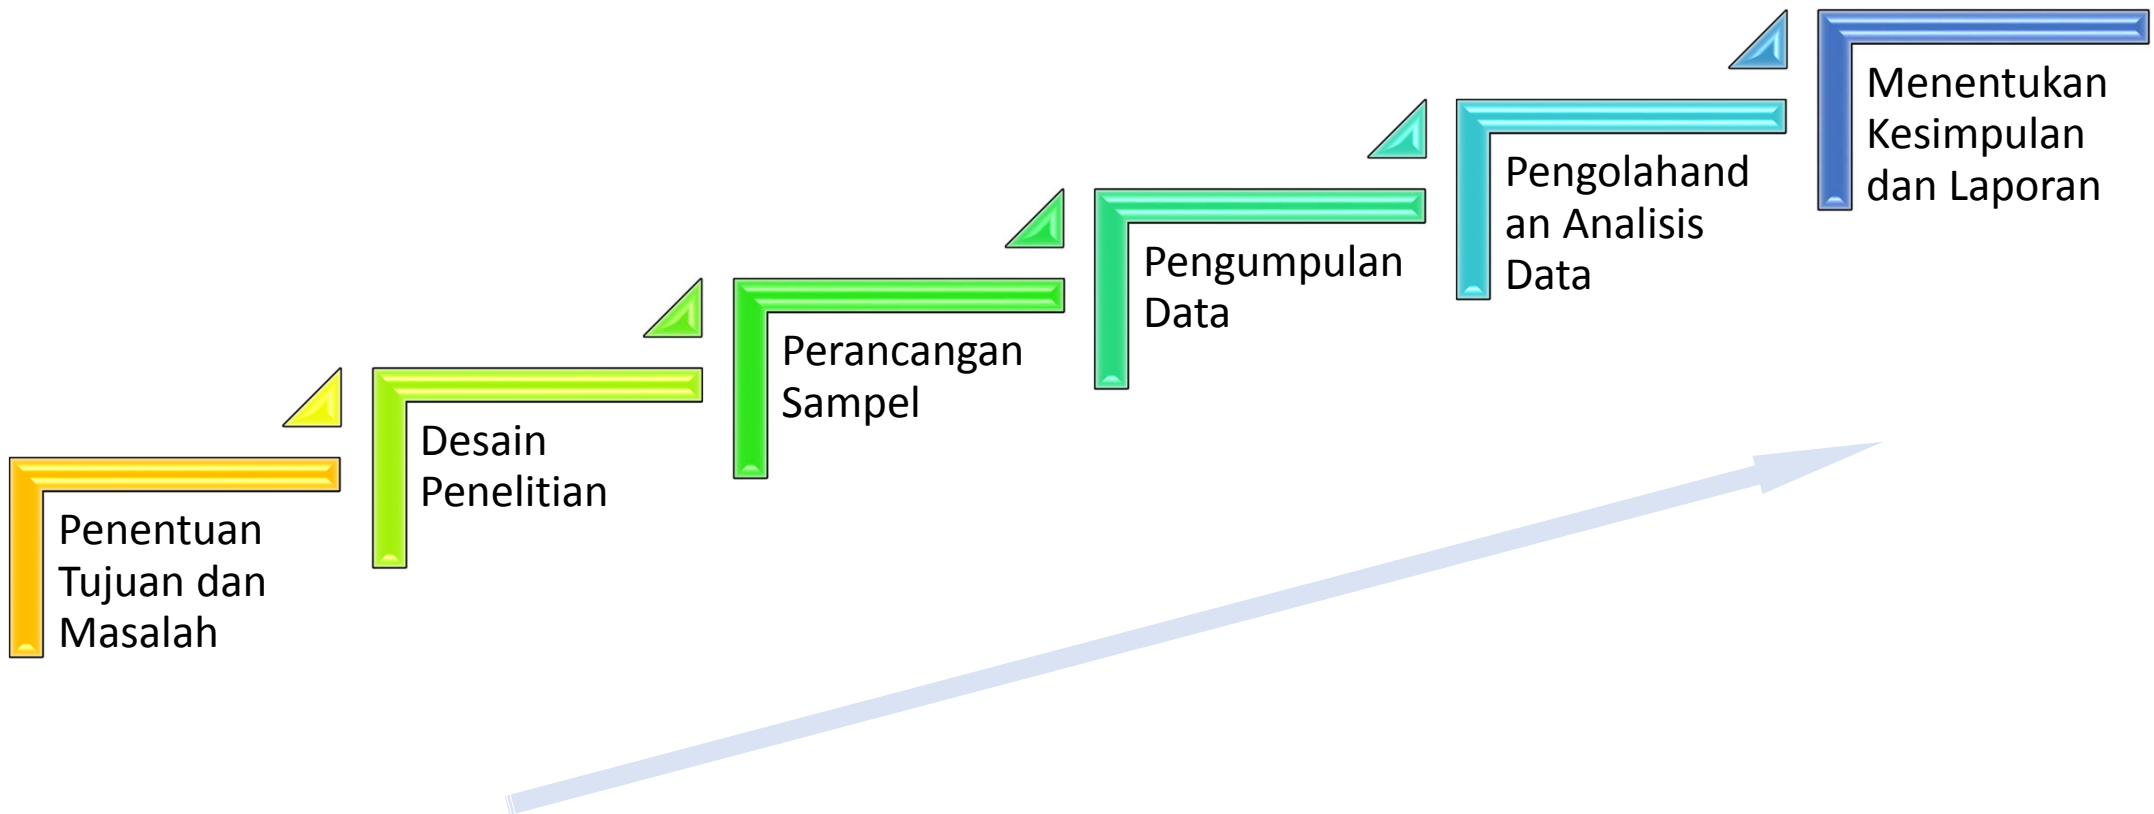 Penentuan
Tujuan dan
Masalah
Desain
Penelitian
Perancangan
Sampel
Pengumpulan
Data
Pengolahand
an Analisis
Data
Menentukan
Kesimpulan
dan Laporan